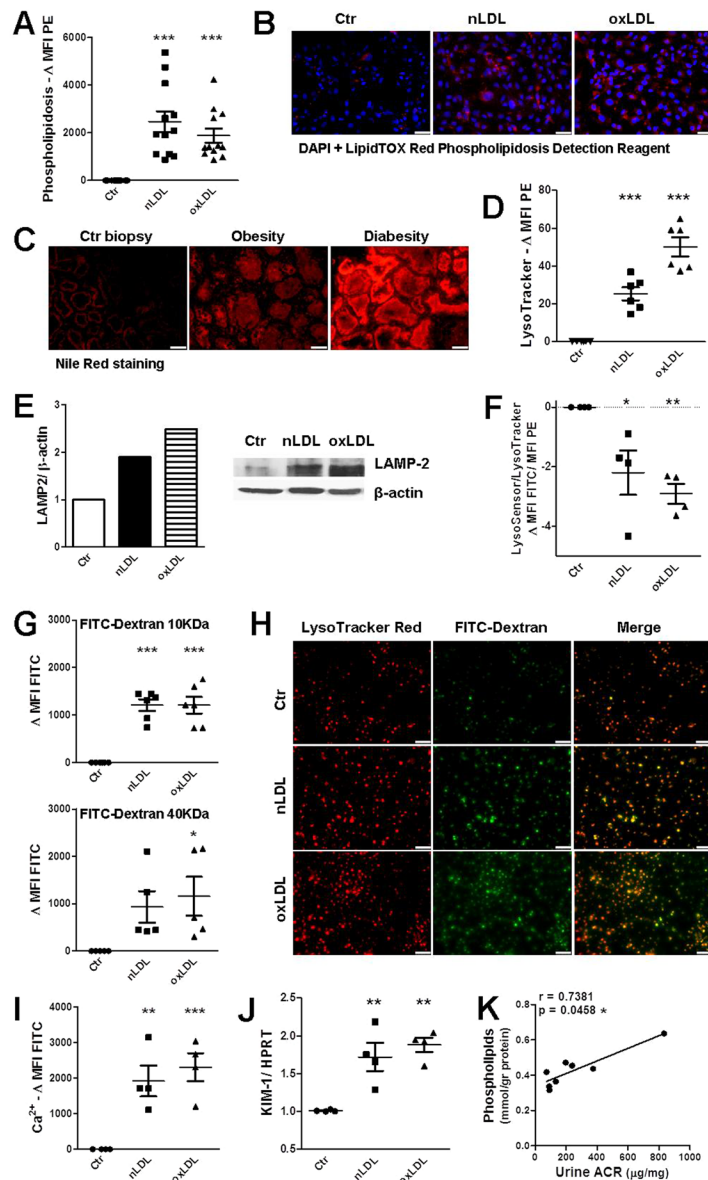 A
Phospholipidosis - Δ MFI PE
6000
4000
2000
0
***
***
Ctr
nLDL
oxLDL
B
Ctr
nLDL
oxLDL
DAPI + LipidTOX Red Phospholipidosis Detection Reagent
C
Ctr biopsy
Obesity
Diabesity
Nile Red staining
D
LysoTracker - Δ MFI PE
80
60
40
20
0
***
***
Ctr
nLDL
oxLDL
E
LAMP2/ β-actin
3
2
1
0
Ctr
nLDL
oxLDL
Ctr
nLDL
oxLDL
LAMP-2
β-actin
F
LysoSensor/LysoTracker
Δ MFI FITC/ MFI PE
0
-2
-4
*
**
Ctr
nLDL
oxLDL
G
FITC-Dextran 10KDa
Δ MFI FITC
3000
2000
1000
0
***
***
Ctr
nLDL
oxLDL
FITC-Dextran 40KDa
Δ MFI FITC
3000
2000
1000
0
*
Ctr
nLDL
oxLDL
H
LysoTracker Red
FITC-Dextran
Merge
Ctr
nLDL
oxLDL
I
Ca2+ - Δ MFI FITC
4000
3000
2000
1000
0
**
***
Ctr
nLDL
oxLDL
J
KIM-1/ HPRT
2.5
2.0
1.5
1.0
**
**
Ctr
nLDL
oxLDL
K
r = 0.7381
p = 0.0458 *
Phospholipids
(mmol/gr protein)
0.8
0.6
0.4
0.2
0.0
0
200
400
600
800
1000
Urine ACR (μg/mg)